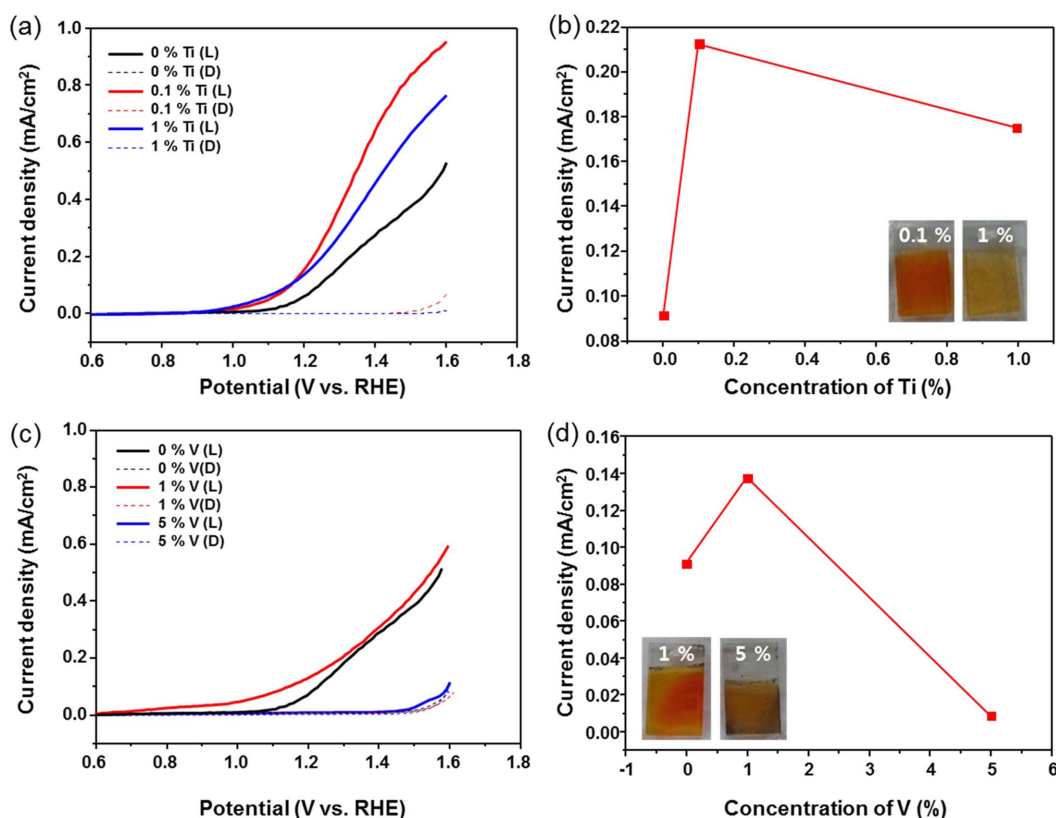 (a)
1.0
0.8
0.6
0.4
0.2
0.0
Current density (mA/cm²)
0 % Ti (L)
0 % Ti (D)
0.1 % Ti (L)
0.1 % Ti (D)
1 % Ti (L)
1 % Ti (D)
0.6 0.8 1.0 1.2 1.4 1.6 1.8
Potential (V vs. RHE)
(b)
0.22
0.20
0.18
0.16
0.14
0.12
0.10
0.08
Current density (mA/cm²)
0.1 % 1 %
0.0 0.2 0.4 0.6 0.8 1.0
Concentration of Ti (%)
(c)
1.0
0.8
0.6
0.4
0.2
0.0
Current density (mA/cm²)
0 % V (L)
0 % V(D)
1 % V (L)
1 % V(D)
5 % V (L)
5 % V (D)
0.6 0.8 1.0 1.2 1.4 1.6 1.8
Potential (V vs. RHE)
(d)
0.16
0.14
0.12
0.10
0.08
0.06
0.04
0.02
0.00
Current density (mA/cm²)
1 % 5 %
-1 0 1 2 3 4 5 6
Concentration of V (%)